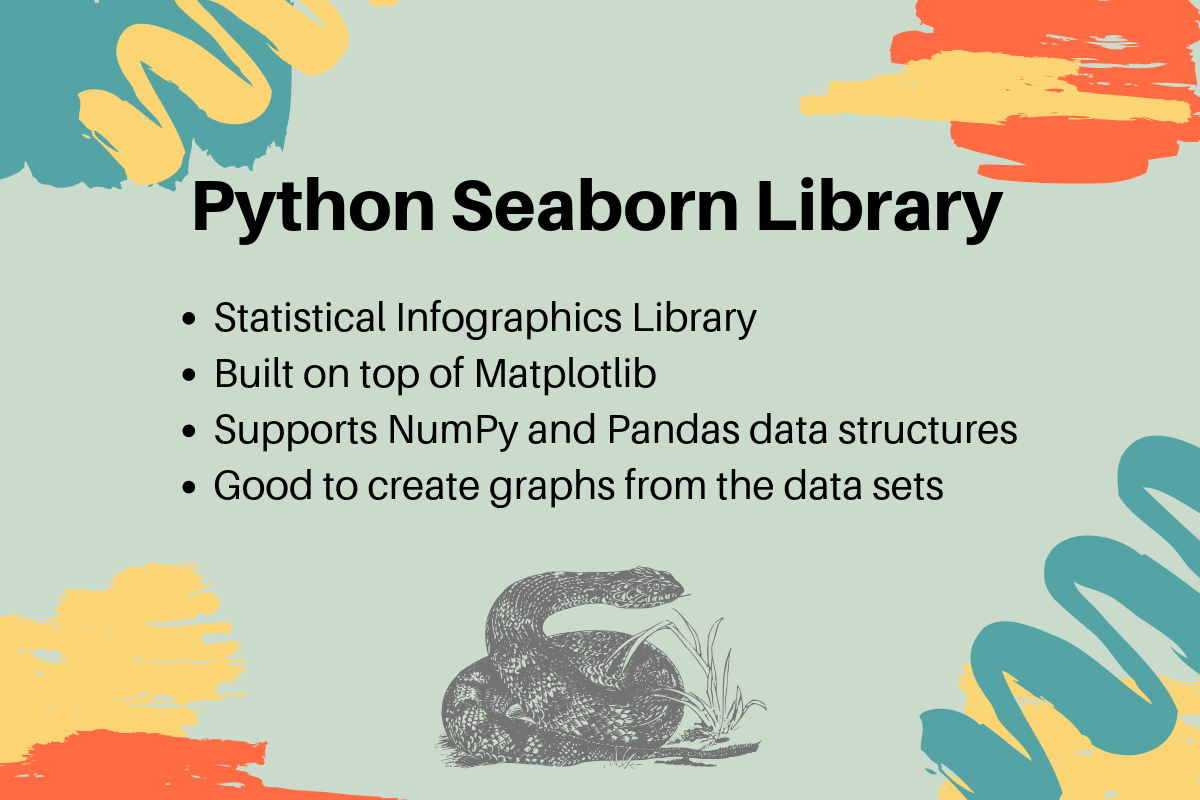 Python Seaborn Library
• Statistical Infographics Library
• Built on top of Matplotlib
• Supports NumPy and Pandas data structures
• Good to create graphs from the data sets